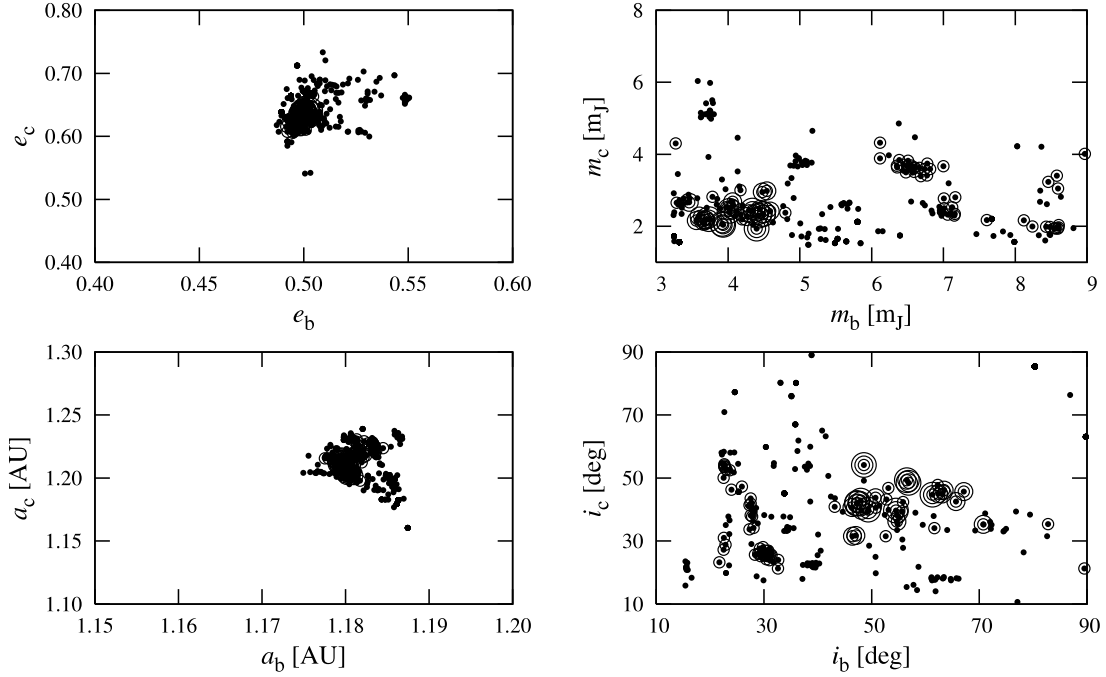 0.80
0.70
0.60
0.50
0.40
e_c
0.40 0.45 0.50 0.55 0.60
e_b
8
6
4
2
m_c [m_J]
3 4 5 6 7 8 9
m_b [m_J]
1.30
1.25
1.20
1.15
1.10
a_c [AU]
1.15 1.16 1.17 1.18 1.19 1.20
a_b [AU]
90
70
50
30
10
i_c [deg]
10 30 50 70 90
i_b [deg]